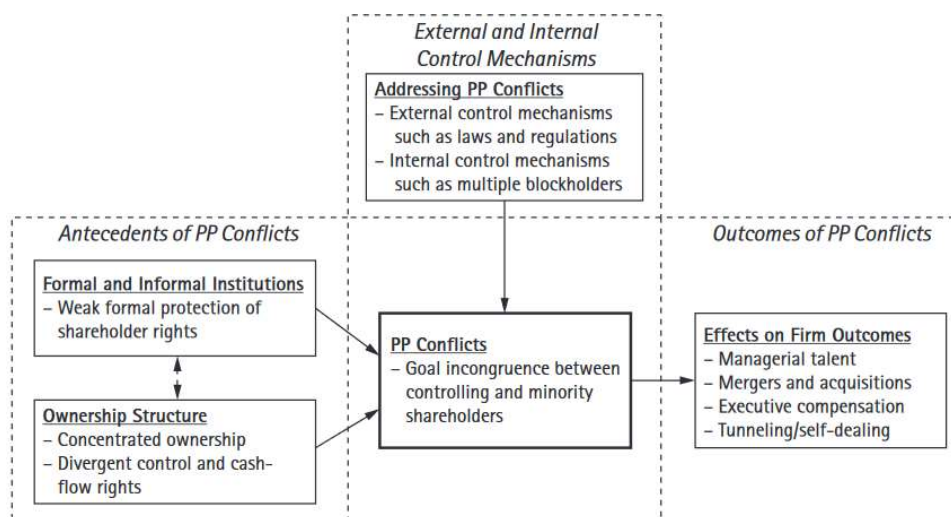 External and Internal
Control Mechanisms
Addressing PP Conflicts
– External control mechanisms
such as laws and regulations
– Internal control mechanisms
such as multiple blockholders
Antecedents of PP Conflicts
Outcomes of PP Conflicts
Formal and Informal Institutions
– Weak formal protection of
shareholder rights
PP Conflicts
– Goal incongruence between
controlling and minority
shareholders
Effects on Firm Outcomes
– Managerial talent
– Mergers and acquisitions
– Executive compensation
– Tunneling/self-dealing
Ownership Structure
– Concentrated ownership
– Divergent control and cash-
flow rights